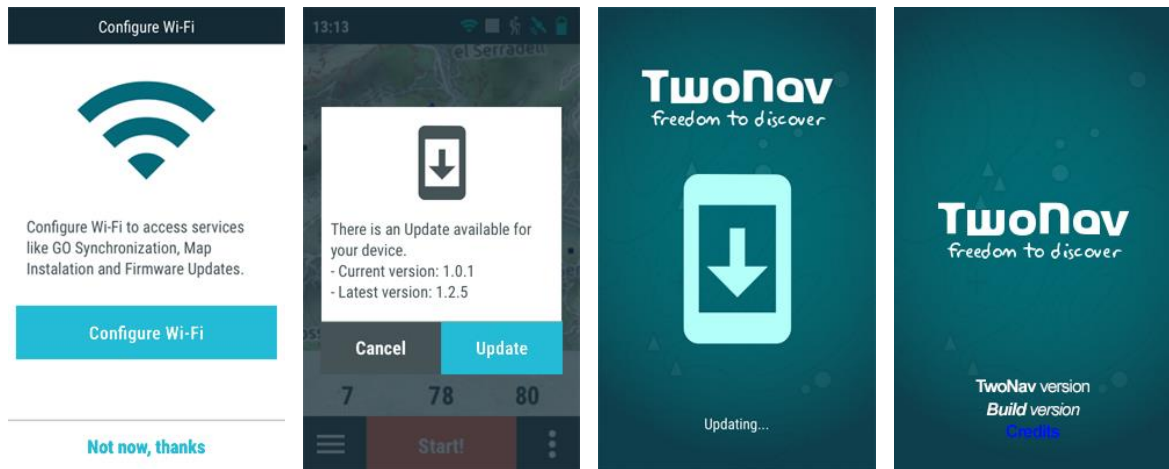 Configure Wi-Fi
Configure Wi-Fi to access services
like GO Synchronization, Map
Instalation and Firmware Updates.
Configure Wi-Fi
Not now, thanks
13:13
el Serradell
There is an Update available for
your device.
- Current version: 1.0.1
- Latest version: 1.2.5
Cancel
Update
7 78 80
Start!
TwoNav
freedom to discover
Updating...
TwoNav
freedom to discover
TwoNav version
Build version
Credits